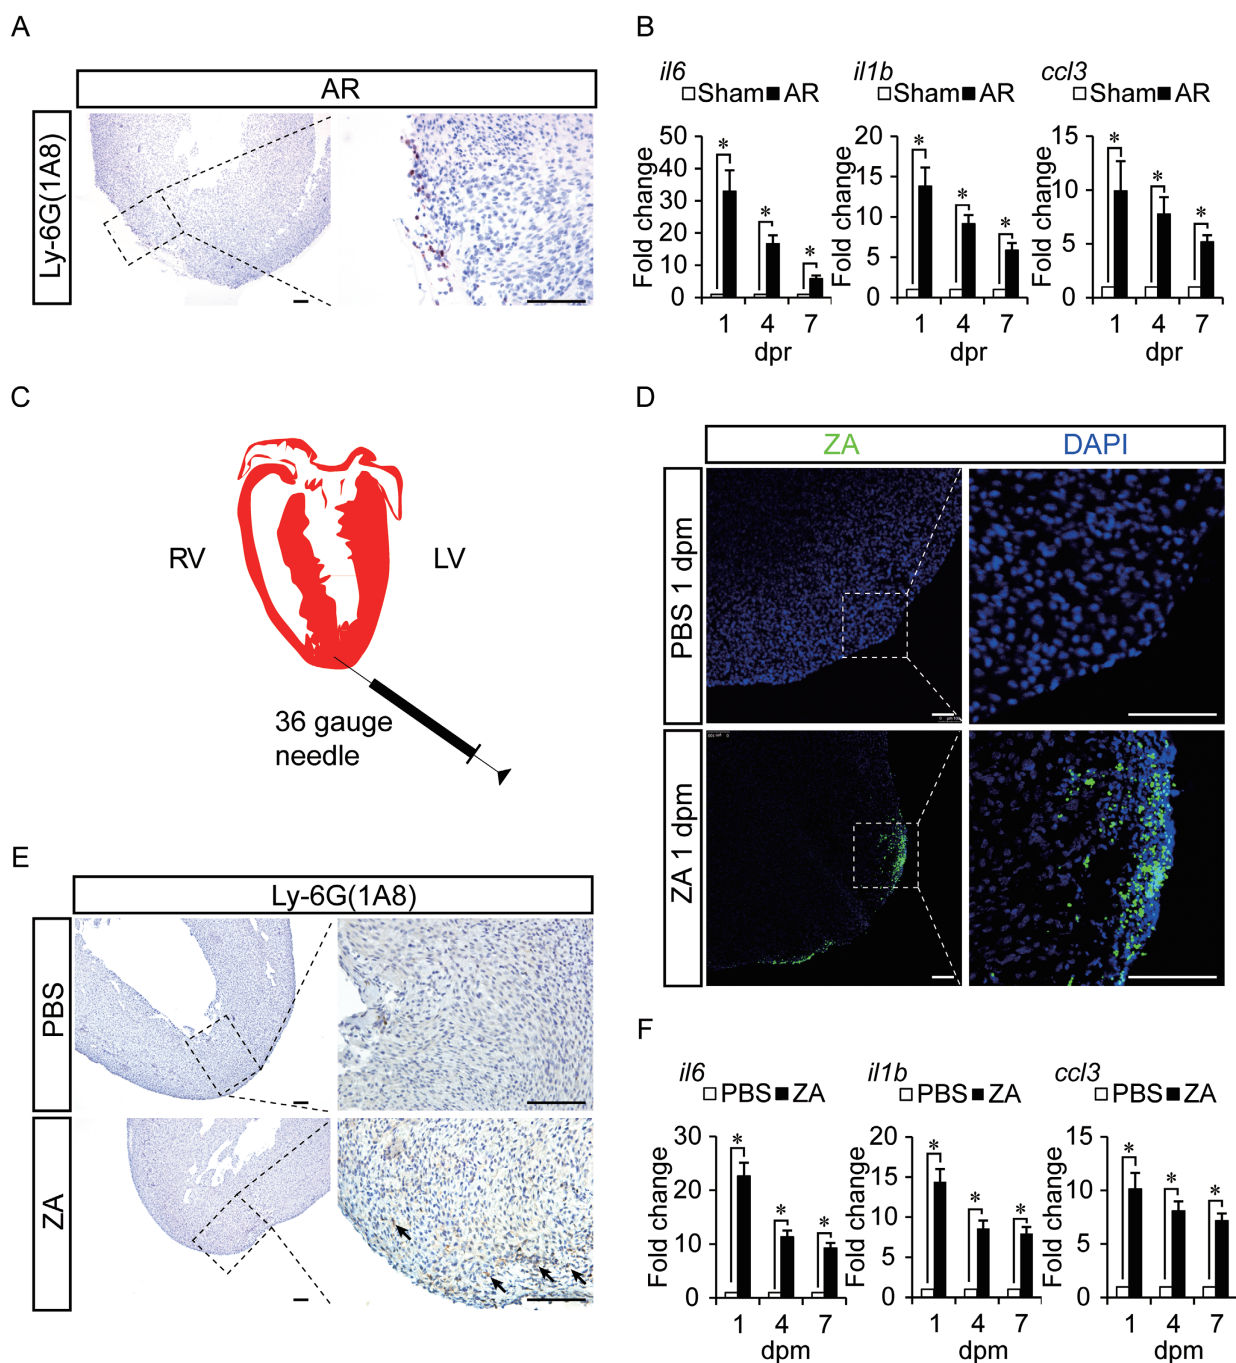 A
AR
Ly-6G(1A8)
B
il6
Sham AR
il1b
Sham AR
ccl3
Sham AR
Fold change
50
40
30
20
10
0
* * *
1 4 7
dpr
Fold change
20
15
10
5
0
* * *
1 4 7
dpr
Fold change
15
10
5
0
* * *
1 4 7
dpr
C
RV
LV
36 gauge
needle
D
ZA
DAPI
PBS 1 dpm
ZA 1 dpm
E
Ly-6G(1A8)
PBS
ZA
F
il6
PBS ZA
il1b
PBS ZA
ccl3
PBS ZA
Fold change
30
20
10
0
* * *
1 4 7
dpm
Fold change
20
15
10
5
0
* * *
1 4 7
dpm
Fold change
15
10
5
0
* * *
1 4 7
dpm